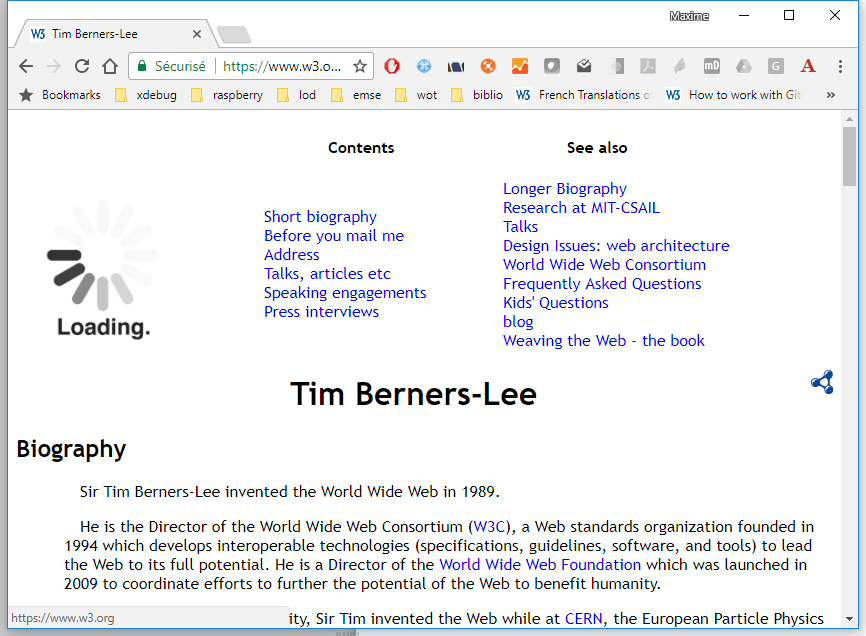 Maxime
W3 Tim Berners-Lee
Sécurisé https://www.w3.o...
mD G A
Bookmarks xdebug raspberry lod emse wot biblio W3 French Translations W3 How to work with Git »
Contents
See also
Short biography
Before you mail me
Address
Talks, articles etc
Speaking engagements
Press interviews
Longer Biography
Research at MIT-CSAIL
Talks
Design Issues: web architecture
World Wide Web Consortium
Frequently Asked Questions
Kids' Questions
blog
Weaving the Web - the book
Loading.
Tim Berners-Lee
Biography
Sir Tim Berners-Lee invented the World Wide Web in 1989.
He is the Director of the World Wide Web Consortium (W3C), a Web standards organization founded in
1994 which develops interoperable technologies (specifications, guidelines, software, and tools) to lead
the Web to its full potential. He is a Director of the World Wide Web Foundation which was launched in
2009 to coordinate efforts to further the potential of the Web to benefit humanity.
ity, Sir Tim invented the Web while at CERN, the European Particle Physics
https://www.w3.org